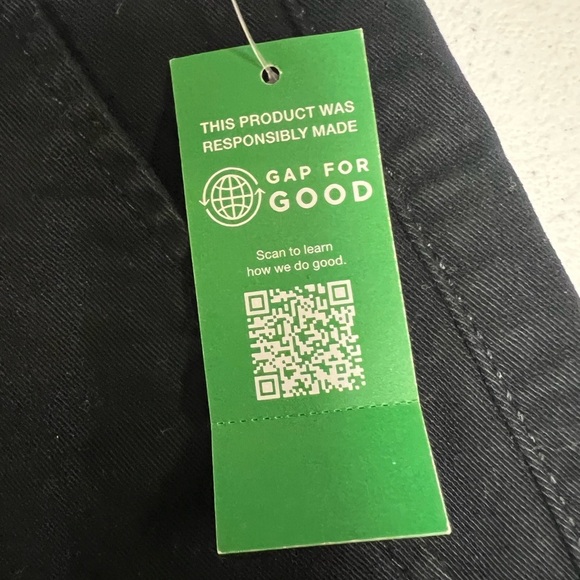 THIS PRODUCT WAS
RESPONSIBLY MADE
GAP FOR
GOOD
Scan to learn
how we do good.